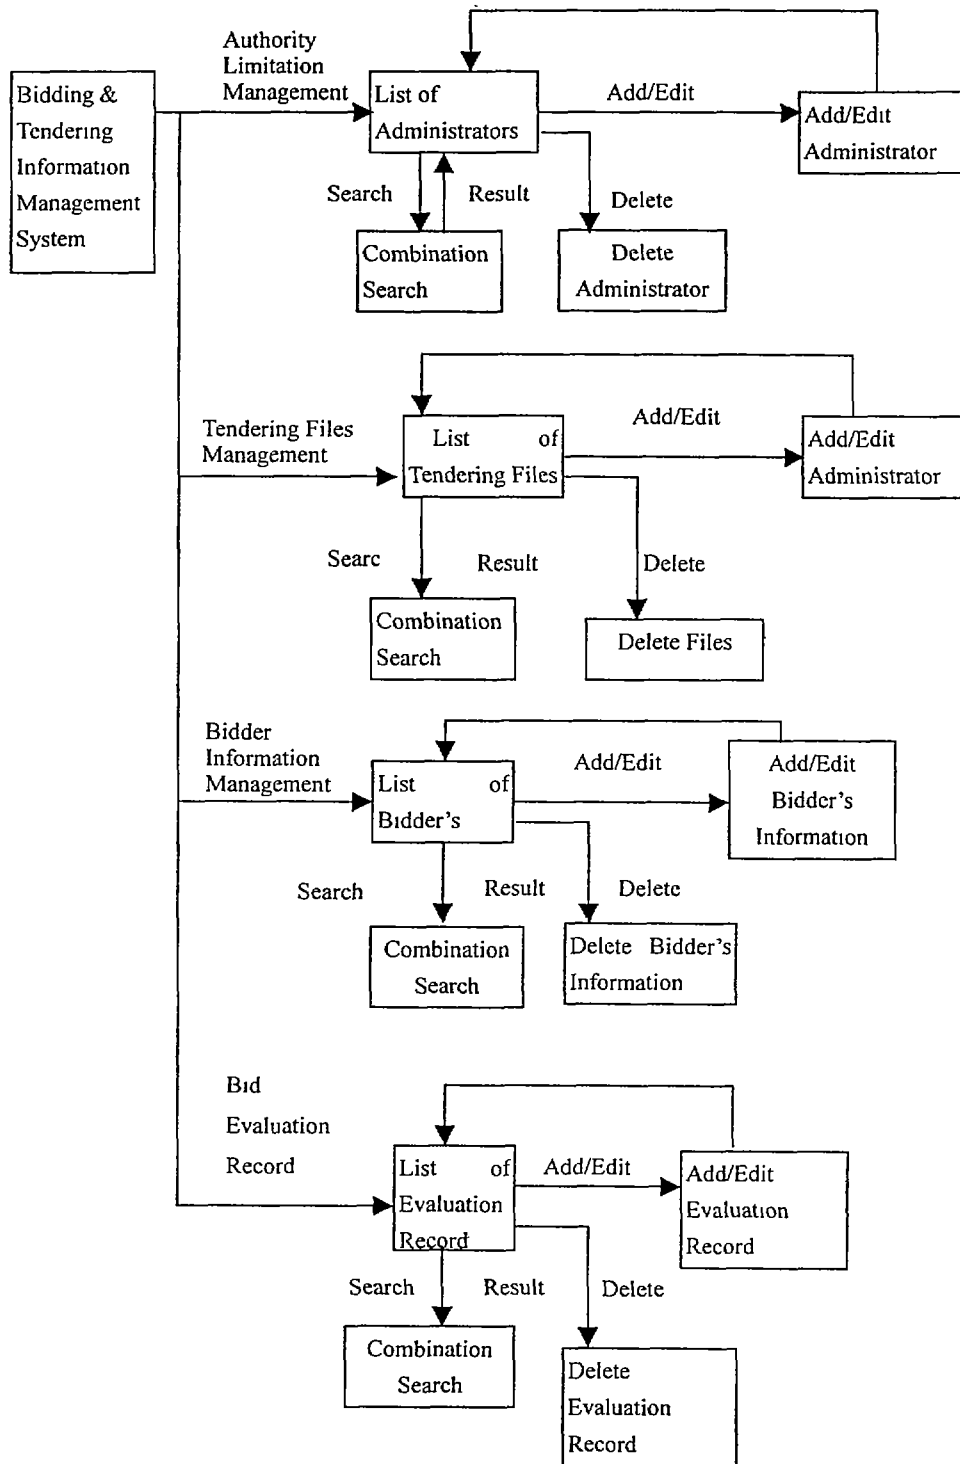 Bidding &
Tendering
Information
Management
System
Authority
Limitation
Management
List of
Administrators
Add/Edit
Add/Edit
Administrator
Search
Result
Delete
Combination
Search
Delete
Administrator
Tendering Files
Management
List of
Tendering Files
Add/Edit
Add/Edit
Administrator
Searc
Result
Delete
Combination
Search
Delete Files
Bidder
Information
Management
List of
Bidder's
Add/Edit
Add/Edit
Bidder's
Information
Search
Result
Delete
Combination
Search
Delete Bidder's
Information
Bid
Evaluation
Record
List of
Evaluation
Record
Add/Edit
Add/Edit
Evaluation
Record
Search
Result
Delete
Combination
Search
Delete
Evaluation
Record